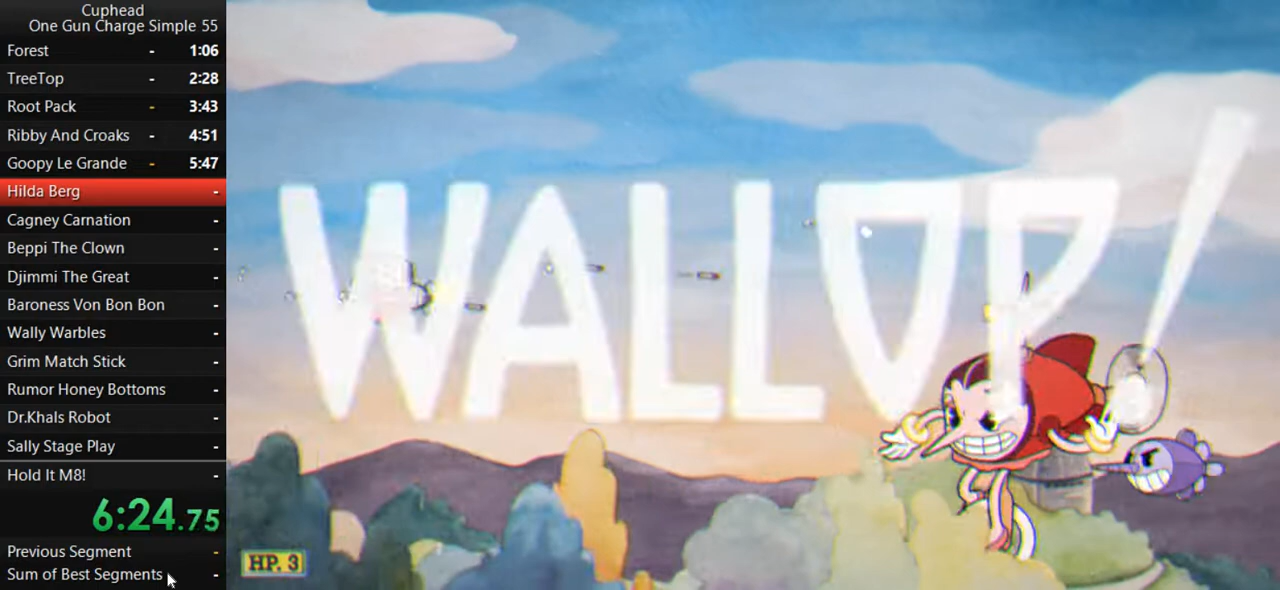 Cuphead
One Gun Charge Simple 55
Forest - 1:06
TreeTop - 2:28
Root Pack - 3:43
Ribby And Croaks - 4:51
Goopy Le Grande - 5:47
Hilda Berg -
Cagney Carnation -
Beppi The Clown -
Djimmi The Great -
Baroness Von Bon Bon -
Wally Warbles -
Grim Match Stick -
Rumor Honey Bottoms -
Dr.Khals Robot -
Sally Stage Play -
Hold It M8! -
6:24.75
Previous Segment -
Sum of Best Segments -
WALLOP!
HP. 3